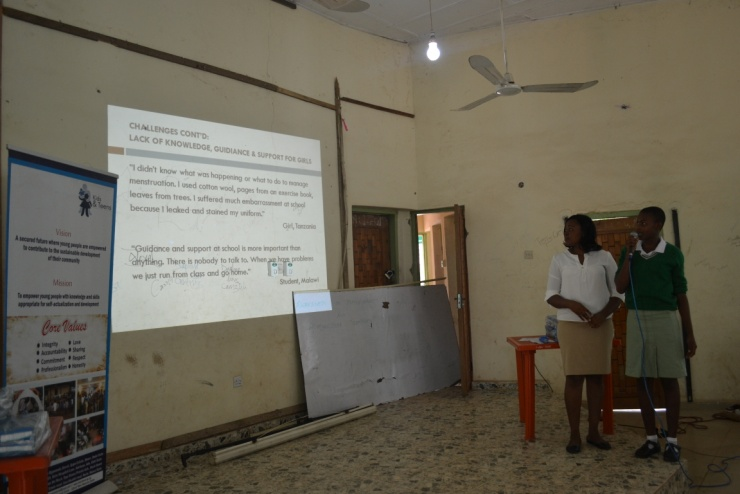 CHALLENGES CONT'D:
LACK OF KNOWLEDGE, GUIDIANCE & SUPPORT FOR GIRLS
"I didn't know what was happening or what to do to manage
menstruation. I used cotton wool, pages from an exercise book,
leaves from trees. I suffered much embarrassment at school
because I leaked and stained my uniform."
Girl, Tanzania
"Guidance and support at school is more important than
anything. There is nobody to talk to. When we have problems
we just run from class and go home."
Student, Malawi
Vision
A secured future where young people are empowered
to contribute to the sustainable development
of their community
Mission
To empower young people with knowledge and skills
appropriate for self-actualization and development
Core Values
Integrity
Accountability
Commitment
Professionalism
Love
Sharing
Respect
Honesty